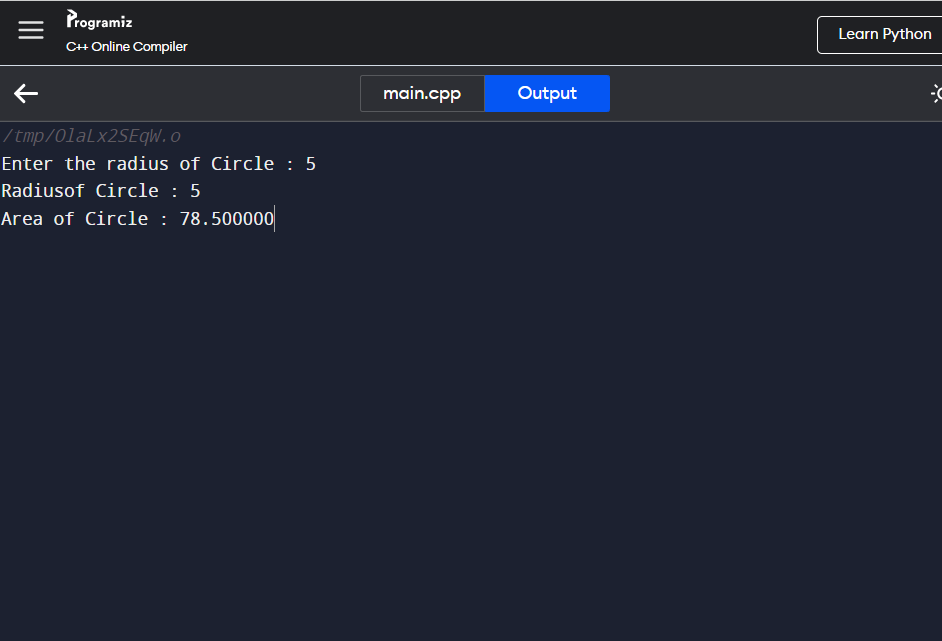 Programiz
C++ Online Compiler
Learn Python
main.cpp
Output
/tmp/OlaLx2SEqW.o
Enter the radius of Circle : 5
Radiusof Circle : 5
Area of Circle : 78.500000